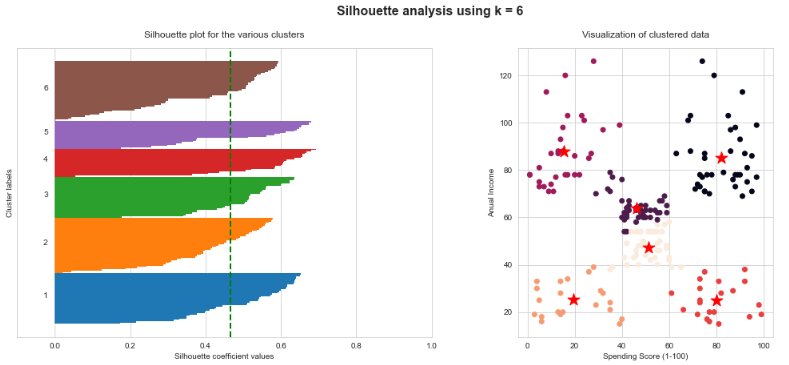 Silhouette analysis using k = 6
Silhouette plot for the various clusters
Cluster labels
6
5
4
3
2
1
0.0 0.2 0.4 0.6 0.8 1.0
Silhouette coefficient values
Visualization of clustered data
Anual Income
120
100
80
60
40
20
0 20 40 60 80 100
Spending Score (1-100)